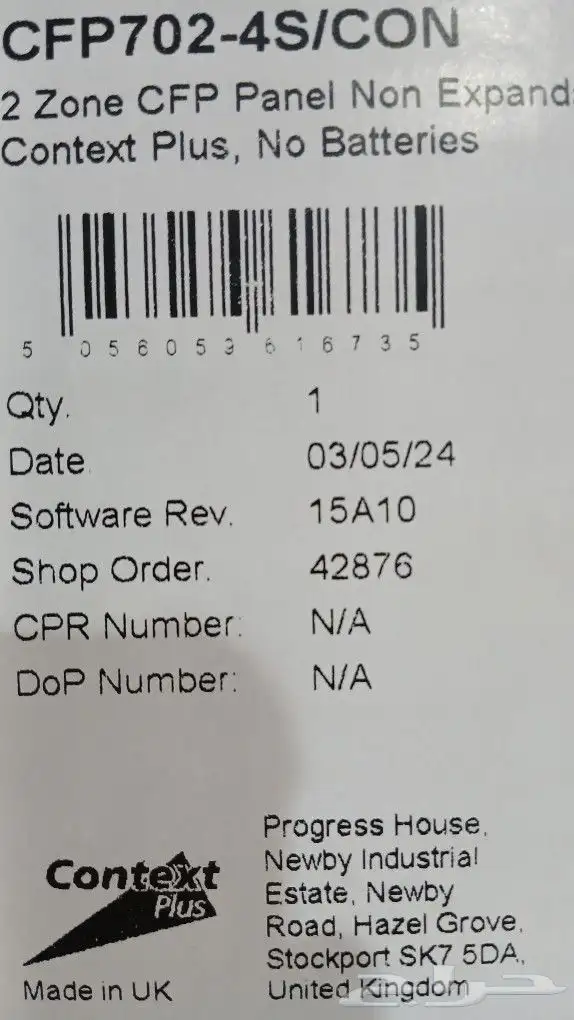 CFP702-4S/CON
2 Zone CFP Panel Non Expand
Context Plus, No Batteries
5 056059 616735
Qty. 1
Date 03/05/24
Software Rev. 15A10
Shop Order. 42876
CPR Number: N/A
DoP Number: N/A
Context
Plus
Made in UK
Progress House,
Newby Industrial
Estate, Newby
Road, Hazel Grove,
Stockport SK7 5DA,
United Kingdom
حراج